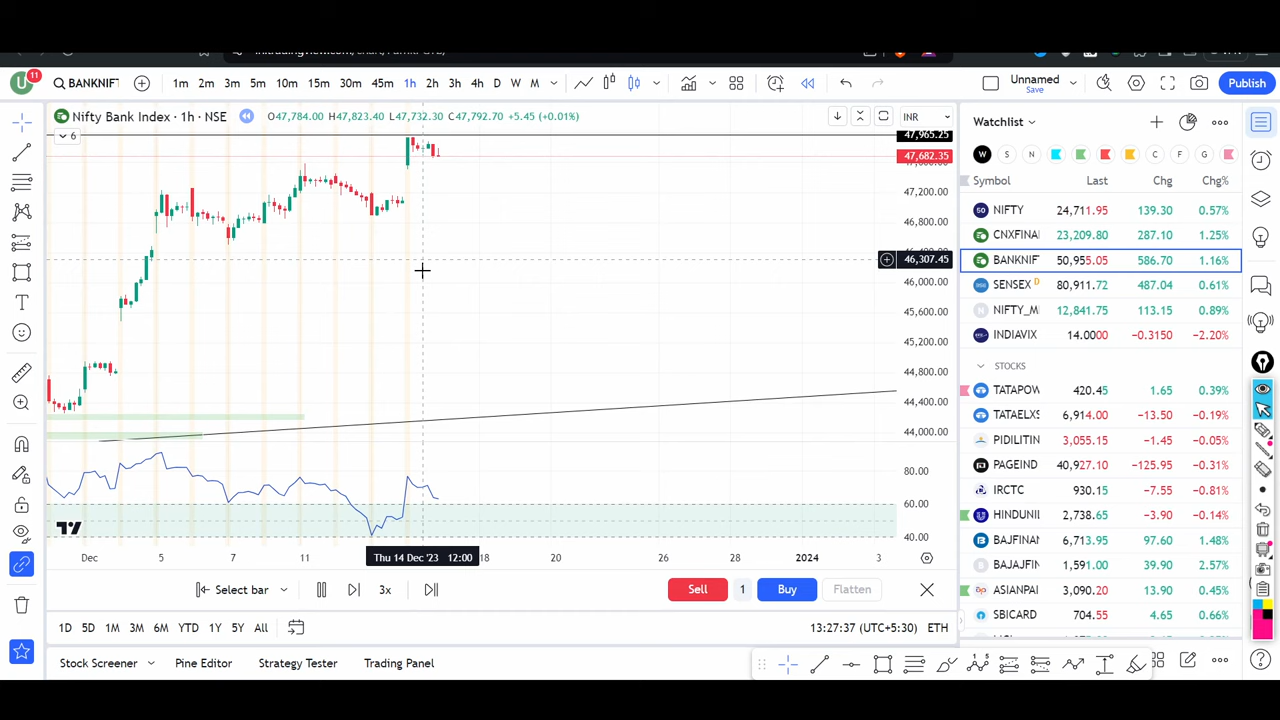 U 11 BANKNIFT 1m 2m 3m 5m 10m 15m 30m 45m 1h 2h 3h 4h D W M Unnamed Save Publish
Nifty Bank Index · 1h · NSE O47,784.00 H47,823.40 L47,732.30 C47,792.70 +5.45 (+0.01%) INR
6
47,965.25
47,682.35
47,200.00
46,800.00
46,307.45
46,000.00
45,600.00
45,200.00
44,800.00
44,400.00
44,000.00
80.00
60.00
40.00
Dec 5 7 11 Thu 14 Dec '23 12:00 18 20 26 28 2024 3
Select bar 3x Sell 1 Buy Flatten
1D 5D 1M 3M 6M YTD 1Y 5Y All 13:27:37 (UTC+5:30) ETH
Stock Screener Pine Editor Strategy Tester Trading Panel
Watchlist
W S N C F G
Symbol Last Chg Chg%
50 NIFTY 24,711.95 139.30 0.57%
CNXFINA 23,209.80 287.10 1.25%
BANKNIF 50,955.05 586.70 1.16%
SENSEX D 80,911.72 487.04 0.61%
N NIFTY_M 12,841.75 113.15 0.89%
INDIAVIX 14.0000 -0.3150 -2.20%
STOCKS
TATAPOW 420.45 1.65 0.39%
TATAELXS 6,914.00 -13.50 -0.19%
PIDILITIN 3,055.15 -1.45 -0.05%
PAGEIND 40,927.10 -125.95 -0.31%
IRCTC 930.15 -7.55 -0.81%
HINDUNIL 2,738.65 -3.90 -0.14%
BAJFINAN 6,713.95 97.60 1.48%
BAJAJFIN 1,591.00 39.90 2.57%
ASIANPAI 3,090.20 13.90 0.45%
SBICARD 704.55 4.65 0.66%